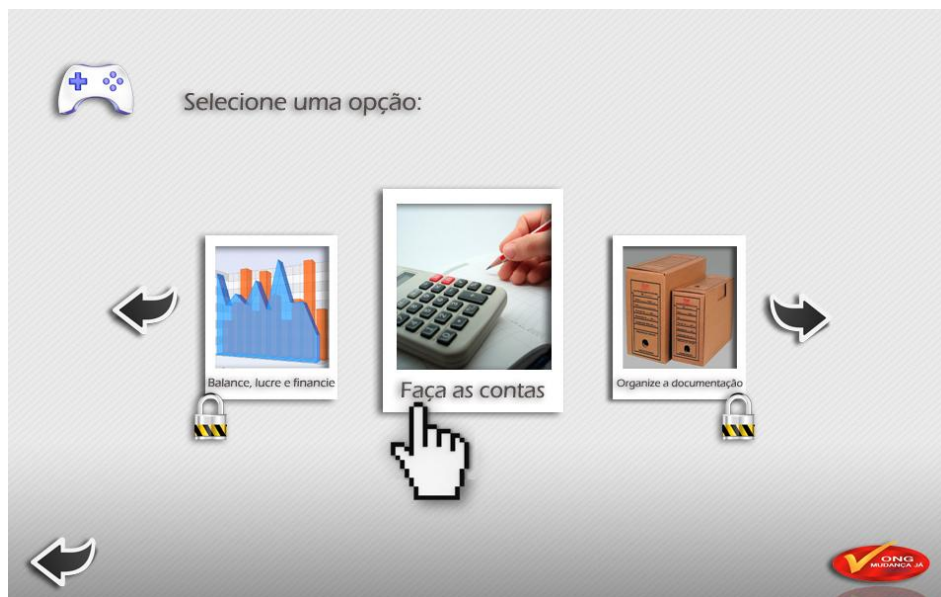 Selecione uma opção:
Balance, lucre e financie
Faça as contas
Organize a documentação
ONG
MUDANÇA JÁ